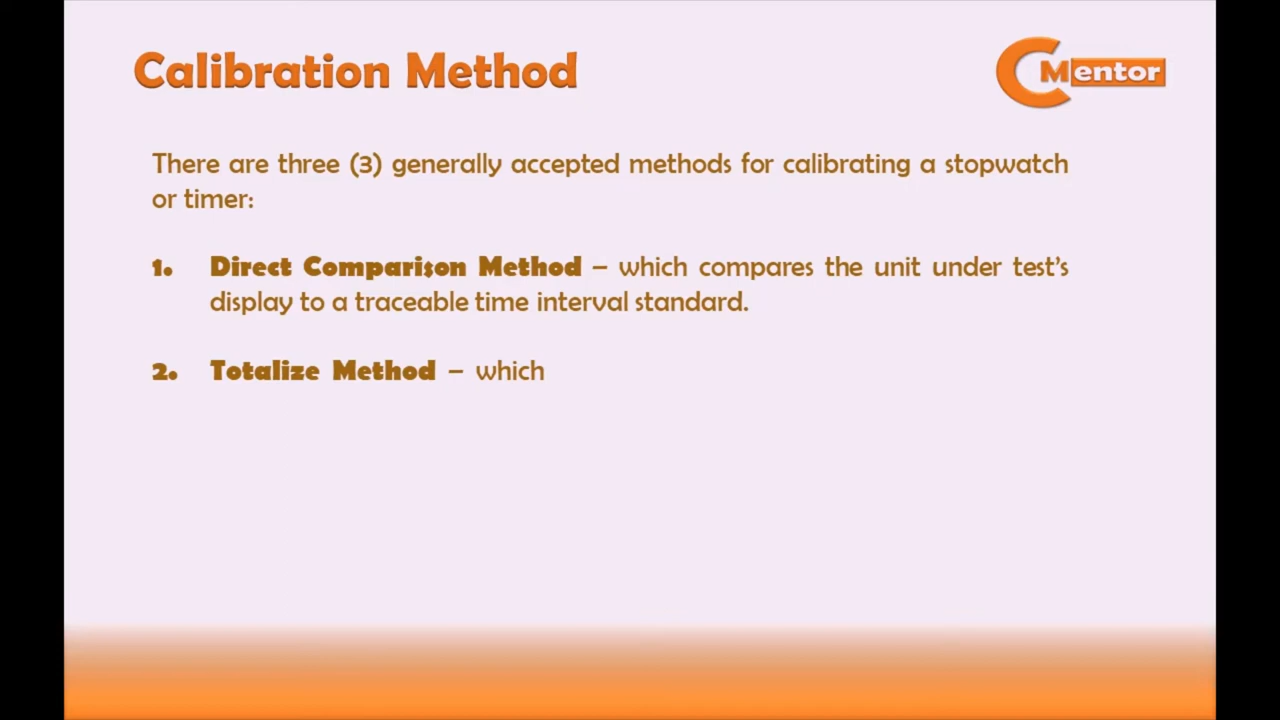 Calibration Method
CMentor
There are three (3) generally accepted methods for calibrating a stopwatch
or timer:
1. Direct Comparison Method – which compares the unit under test's
display to a traceable time interval standard.
2. Totalize Method – which